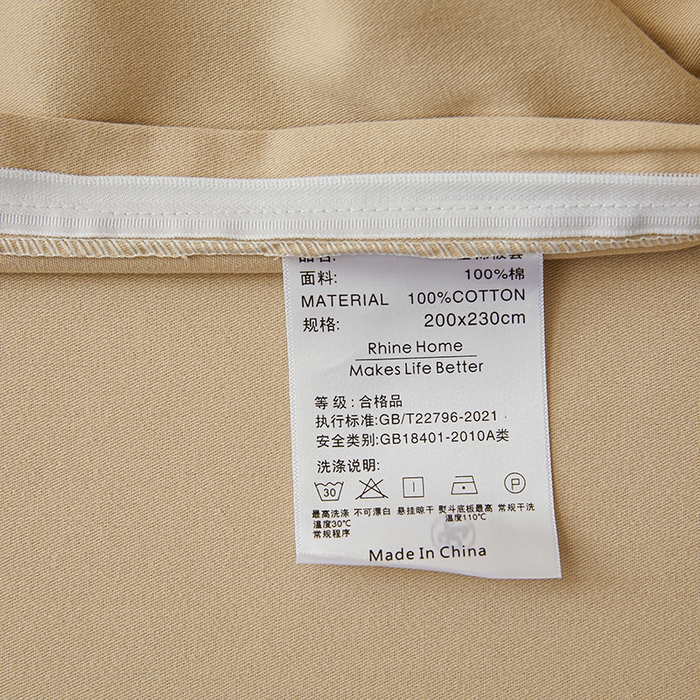 面料: 100%棉
MATERIAL 100%COTTON
规格: 200x230cm
Rhine Home
Makes Life Better
等级:合格品
执行标准:GB/T22796-2021
安全类别:GB18401-2010A类
洗涤说明:
30 P
最高洗涤 不可漂白 悬挂晾干 熨斗底板最高 常规干洗
温度30℃ 温度110℃
常规程序
Made In China